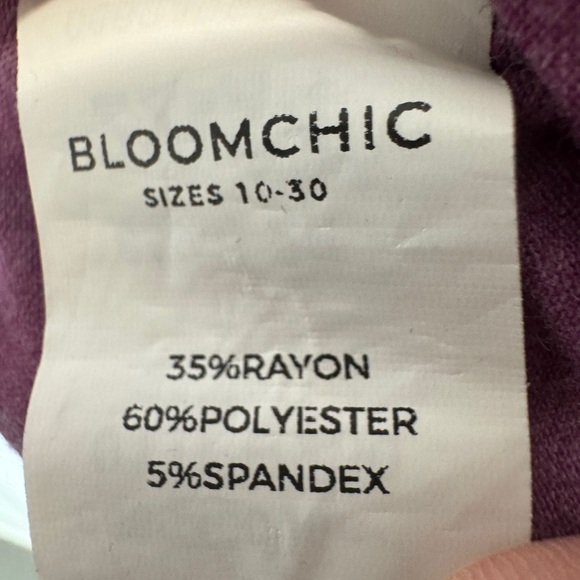 BLOOMCHIC
SIZES 10-30
35%RAYON
60%POLYESTER
5%SPANDEX